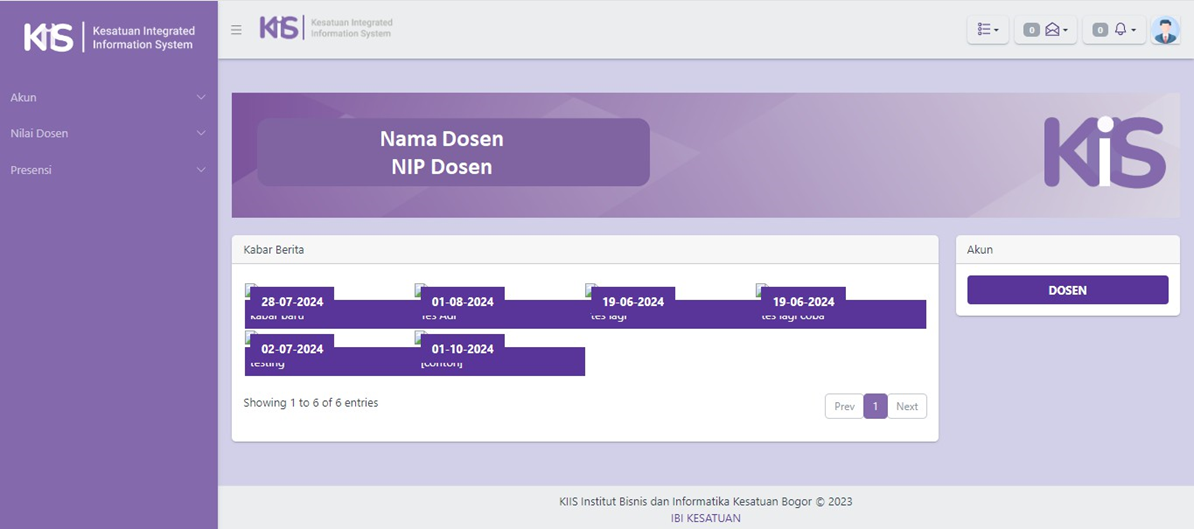 KiiS Kesatuan Integrated
Information System
KiiS Kesatuan Integrated
Information System
0
0
Akun
Nilai Dosen
Presensi
Nama Dosen
NIP Dosen
KiiS
Kabar Berita
28-07-2024
Kabar baru
01-08-2024
Tes Adi
19-06-2024
tes lagi
19-06-2024
tes lagi coba
02-07-2024
testing
01-10-2024
[contoh]
Showing 1 to 6 of 6 entries
Prev 1 Next
Akun
DOSEN
KIIS Institut Bisnis dan Informatika Kesatuan Bogor © 2023
IBI KESATUAN